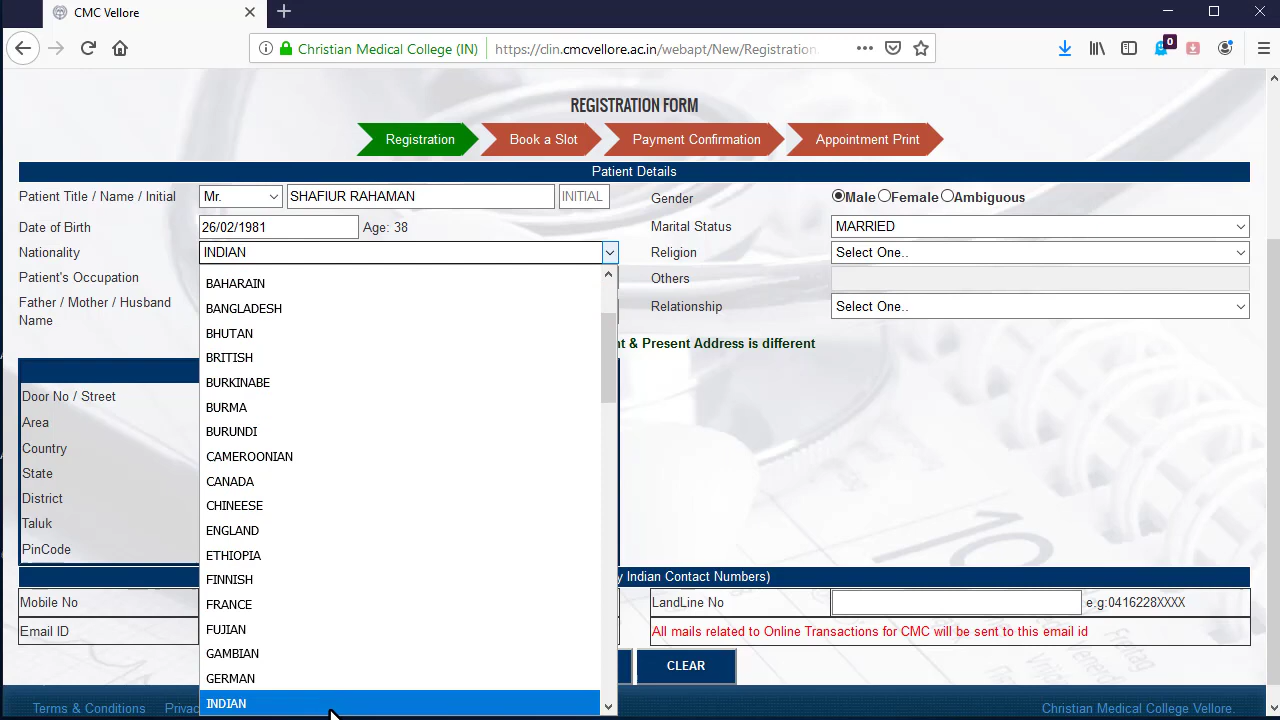 CMC Vellore
Christian Medical College (IN) https://clin.cmcvellore.ac.in/webapt/New/Registration.
0
REGISTRATION FORM
Registration Book a Slot Payment Confirmation Appointment Print
Patient Details
Patient Title / Name / Initial Mr. SHAFIUR RAHAMAN INITIAL Gender Male Female Ambiguous
Date of Birth 26/02/1981 Age: 38 Marital Status MARRIED
Nationality INDIAN Religion Select One..
Patient's Occupation Others
Father / Mother / Husband Name Relationship Select One..
& Present Address is different
Door No / Street
Area
Country
State
District
Taluk
PinCode
BAHARAIN
BANGLADESH
BHUTAN
BRITISH
BURKINABE
BURMA
BURUNDI
CAMEROONIAN
CANADA
CHINEESE
ENGLAND
ETHIOPIA
FINNISH
FRANCE
FUJIAN
GAMBIAN
GERMAN
INDIAN
Indian Contact Numbers)
Mobile No LandLine No e.g:0416228XXXX
Email ID All mails related to Online Transactions for CMC will be sent to this email id
CLEAR
Terms & Conditions Christian Medical College Vellore.